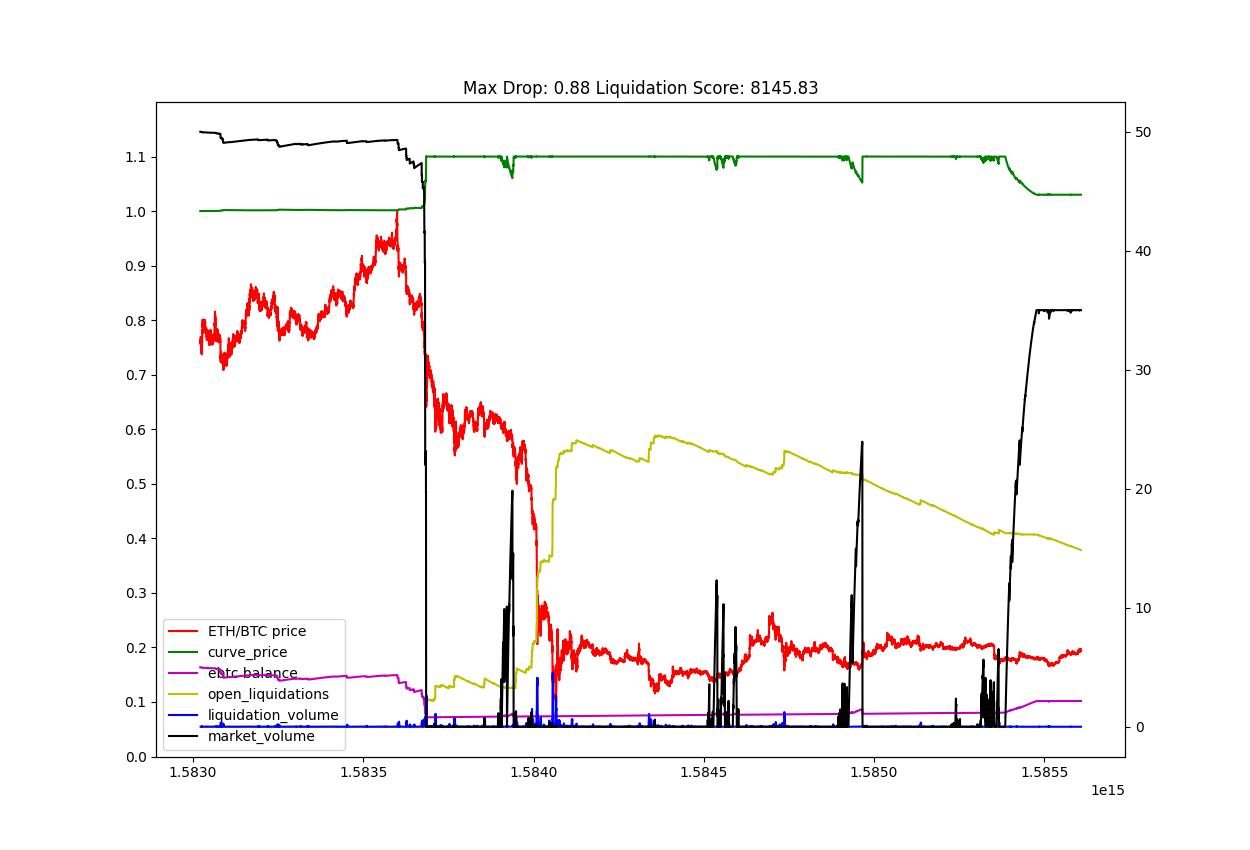 Max Drop: 0.88 Liquidation Score: 8145.83
1.1
1.0
0.9
0.8
0.7
0.6
0.5
0.4
0.3
0.2
0.1
0.0
50
40
30
20
10
0
ETH/BTC price
curve_price
ebtc balance
open_liquidations
liquidation_volume
market_volume
1.5830 1.5835 1.5840 1.5845 1.5850 1.5855
1e15